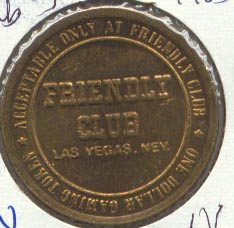 ACCEPTABLE ONLY AT FRIENDLY CLUB
FRIENDLY
CLUB
LAS VEGAS, NEV.
ONE DOLLAR GAMING TOKEN